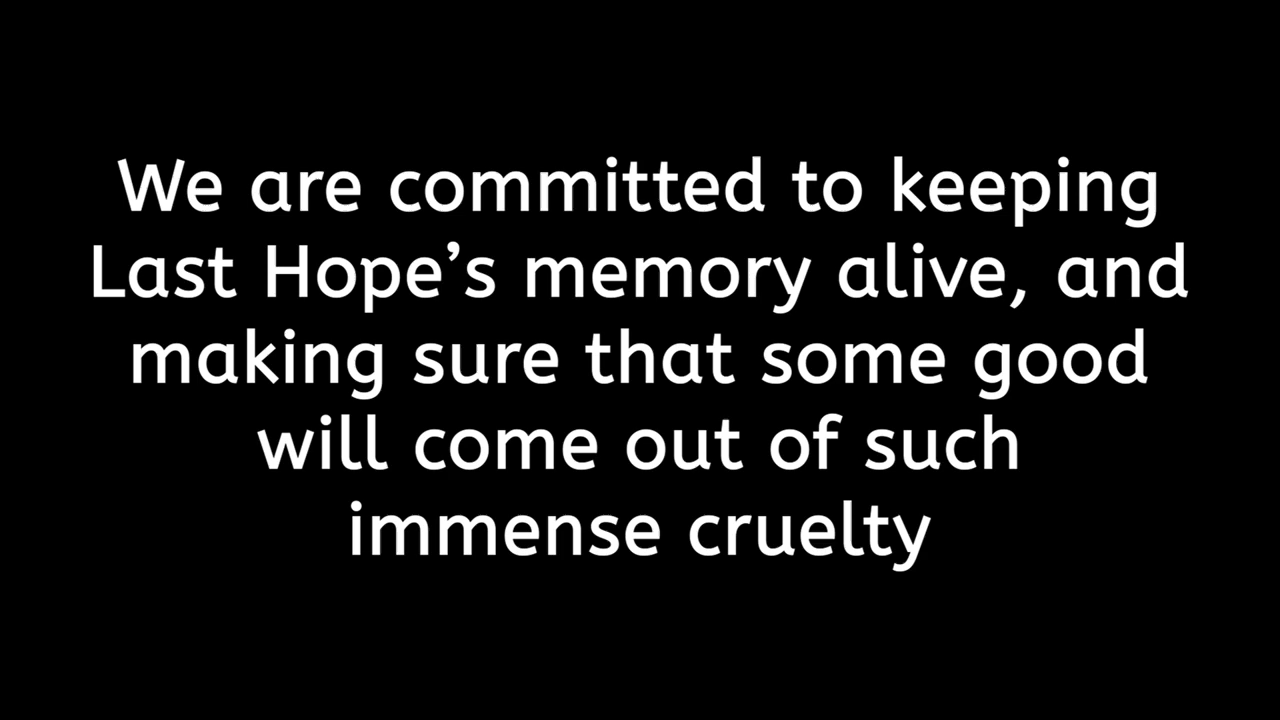 We are committed to keeping
Last Hope’s memory alive, and
making sure that some good
will come out of such
immense cruelty